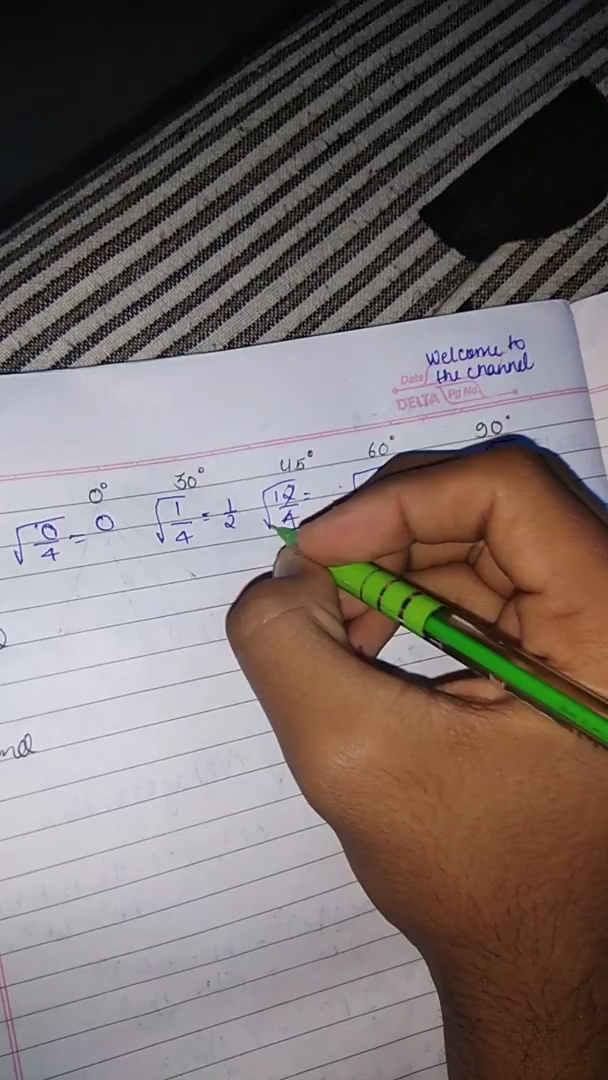 Welcome to
the channel
Date
DELTA Pg No
0° 30° 45° 60° 90°
√0/4 = 0 √1/4 = 1/2 √12/4 =